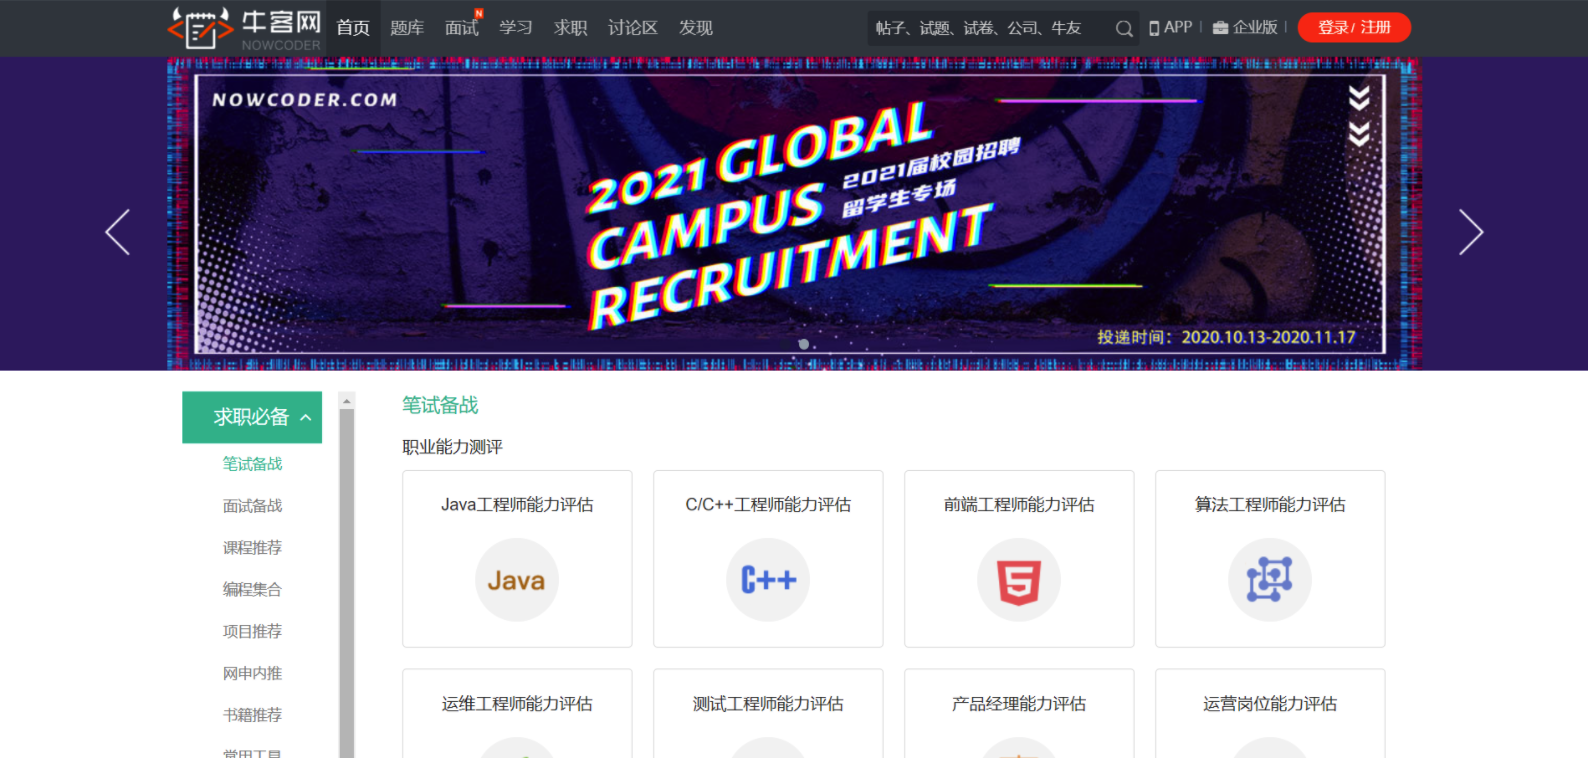 牛客网
NOWCODER
首页 题库 面试 N 学习 求职 讨论区 发现
帖子、试题、试卷、公司、牛友
APP
企业版
登录/ 注册
NOWCODER.COM
2021 GLOBAL
CAMPUS
RECRUITMENT
2021届校园招聘
留学生专场
投递时间：2020.10.13-2020.11.17
求职必备
笔试备战
面试备战
课程推荐
编程集合
项目推荐
网申内推
书籍推荐
常用工具
笔试备战
职业能力测评
Java工程师能力评估
C/C++工程师能力评估
前端工程师能力评估
算法工程师能力评估
Java
C++
5
运维工程师能力评估
测试工程师能力评估
产品经理能力评估
运营岗位能力评估